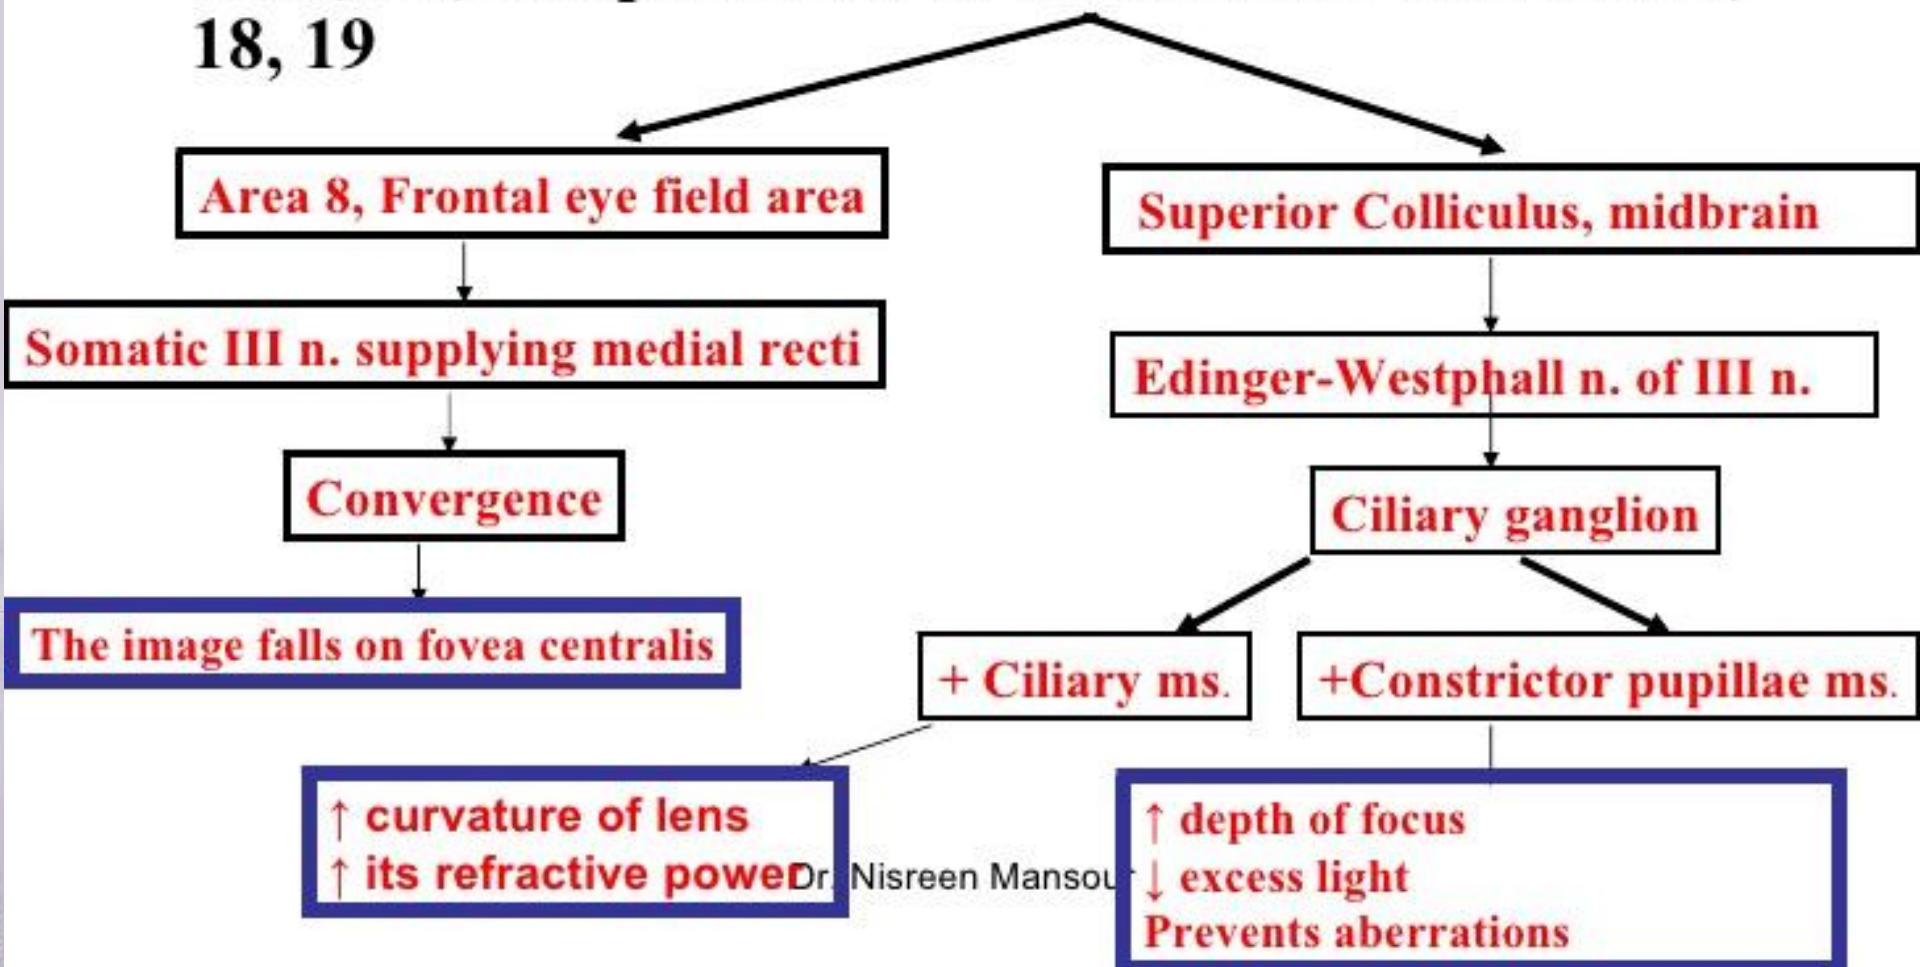 18, 19
Area 8, Frontal eye field area
Superior Colliculus, midbrain
Somatic III n. supplying medial recti
Edinger-Westphall n. of III n.
Convergence
Ciliary ganglion
The image falls on fovea centralis
+ Ciliary ms.
+Constrictor pupillae ms.
↑ curvature of lens
↑ its refractive power
Dr. Nisreen Mansour
↑ depth of focus
↓ excess light
Prevents aberrations